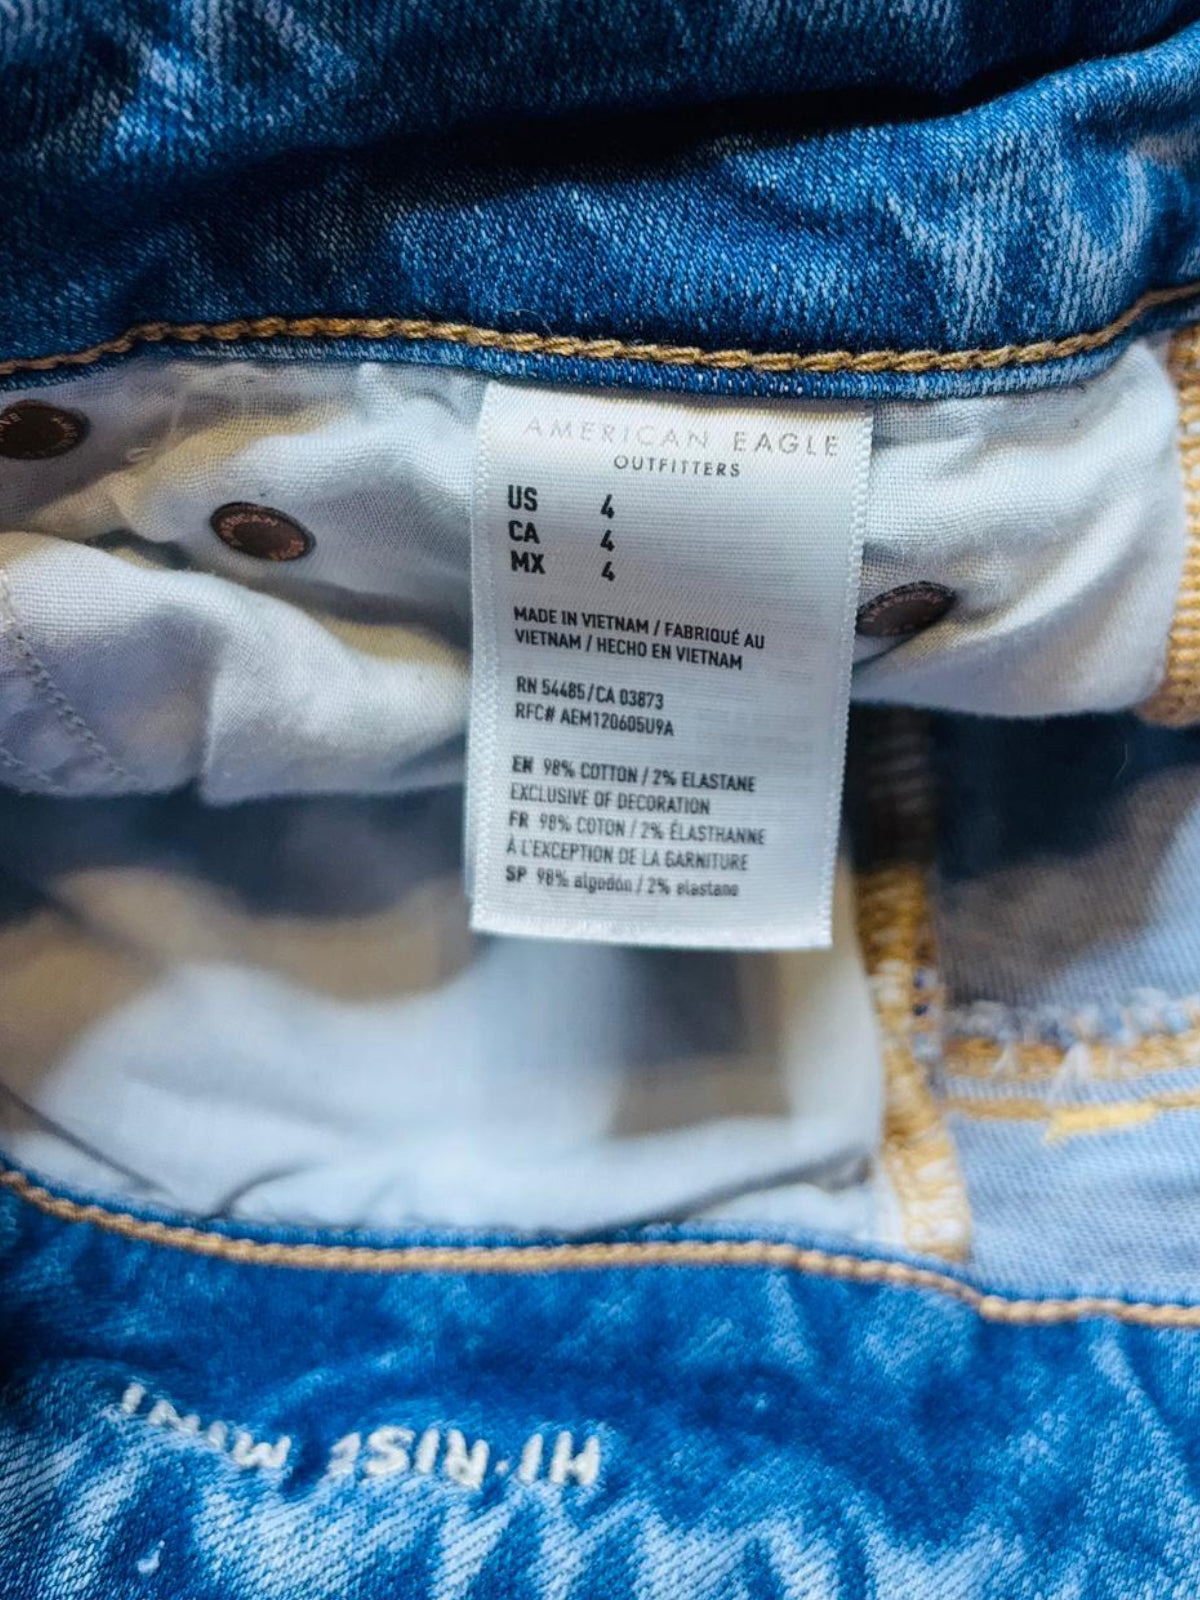 AMERICAN EAGLE
OUTFITTERS
US 4
CA 4
MX 4
MADE IN VIETNAM / FABRIQUÉ AU
VIETNAM / HECHO EN VIETNAM
RN 54485/CA 03873
RFC# AEM120605U9A
EN 98% COTTON / 2% ELASTANE
EXCLUSIVE OF DECORATION
FR 98% COTON / 2% ÉLASTHANNE
À L'EXCEPTION DE LA GARNITURE
SP 98% algodón / 2% elastano
AMERICAN
AMERICAN
HI·RISE MINI